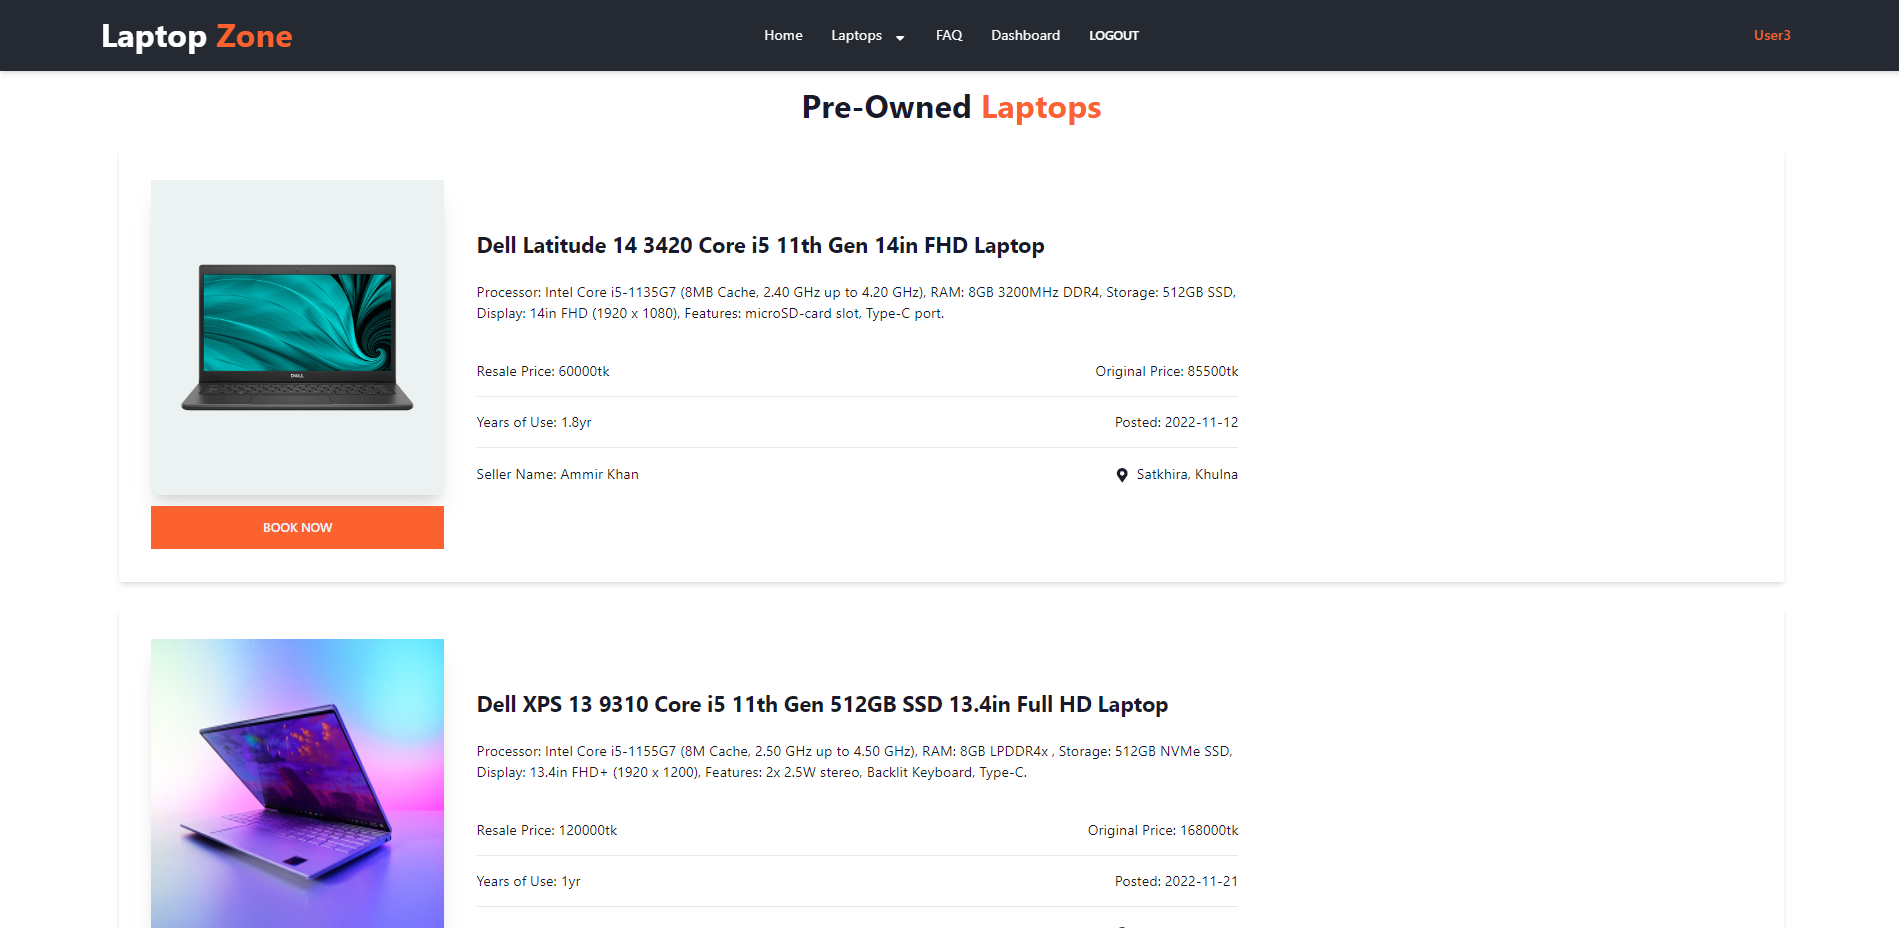 Laptop Zone
Home Laptops FAQ Dashboard LOGOUT
User3
Pre-Owned Laptops
Dell Latitude 14 3420 Core i5 11th Gen 14in FHD Laptop
Processor: Intel Core i5-1135G7 (8MB Cache, 2.40 GHz up to 4.20 GHz), RAM: 8GB 3200MHz DDR4, Storage: 512GB SSD,
Display: 14in FHD (1920 x 1080), Features: microSD-card slot, Type-C port.
Resale Price: 60000tk Original Price: 85500tk
Years of Use: 1.8yr Posted: 2022-11-12
Seller Name: Ammir Khan Satkhira, Khulna
DELL
BOOK NOW
Dell XPS 13 9310 Core i5 11th Gen 512GB SSD 13.4in Full HD Laptop
Processor: Intel Core i5-1155G7 (8M Cache, 2.50 GHz up to 4.50 GHz), RAM: 8GB LPDDR4x , Storage: 512GB NVMe SSD,
Display: 13.4in FHD+ (1920 x 1200), Features: 2x 2.5W stereo, Backlit Keyboard, Type-C.
Resale Price: 120000tk Original Price: 168000tk
Years of Use: 1yr Posted: 2022-11-21